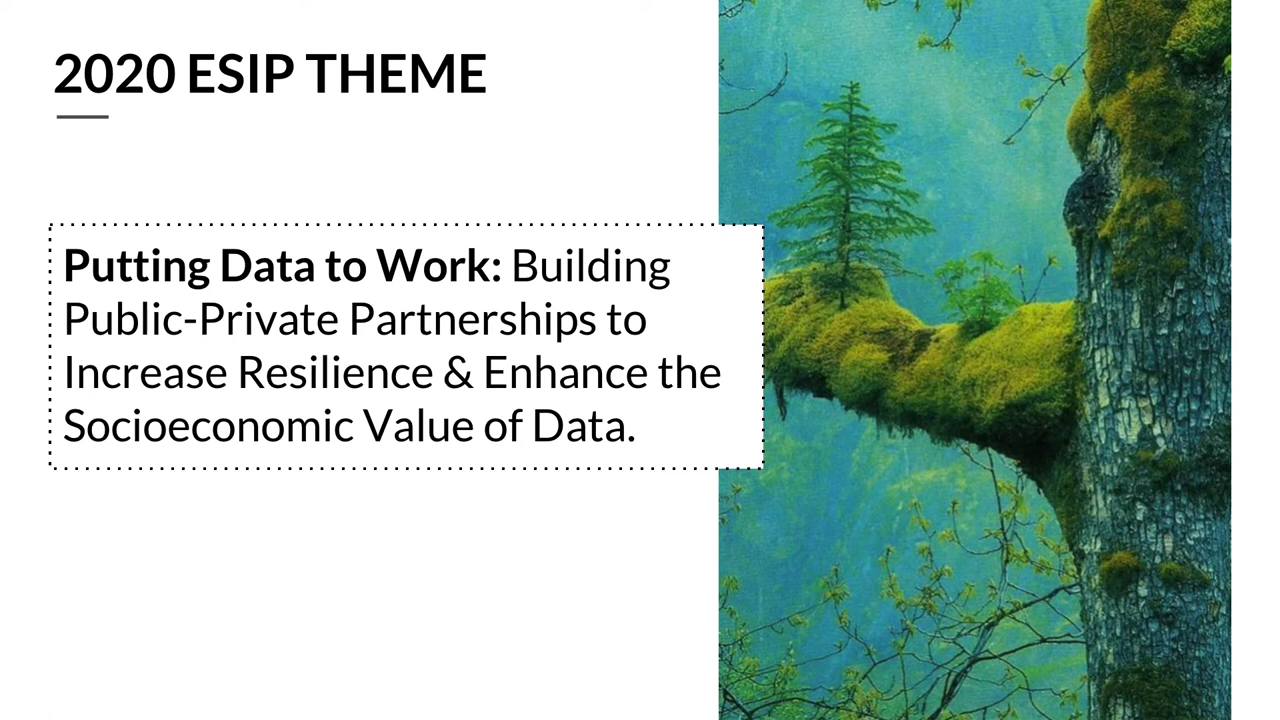 2020 ESIP THEME
Putting Data to Work: Building
Public-Private Partnerships to
Increase Resilience & Enhance the
Socioeconomic Value of Data.